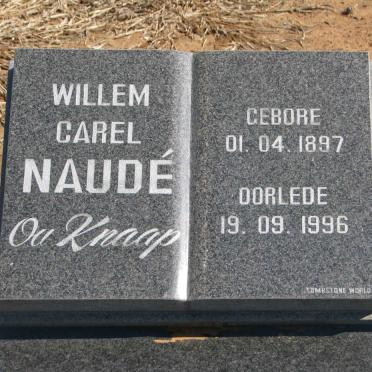 WILLEM
CAREL
NAUDÉ
Ou Knaap
GEBORE
01. 04. 1897
OORLEDE
19. 09. 1996
TOMBSTONE WORLD